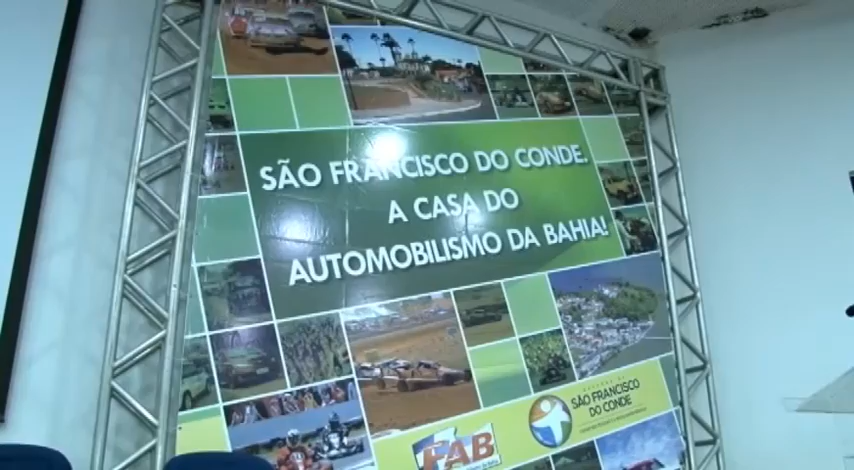 SÃO FRANCISCO DO CONDE.
A CASA DO
AUTOMOBILISMO DA BAHIA!
SÃO FRANCISCO
DO CONDE
FAB